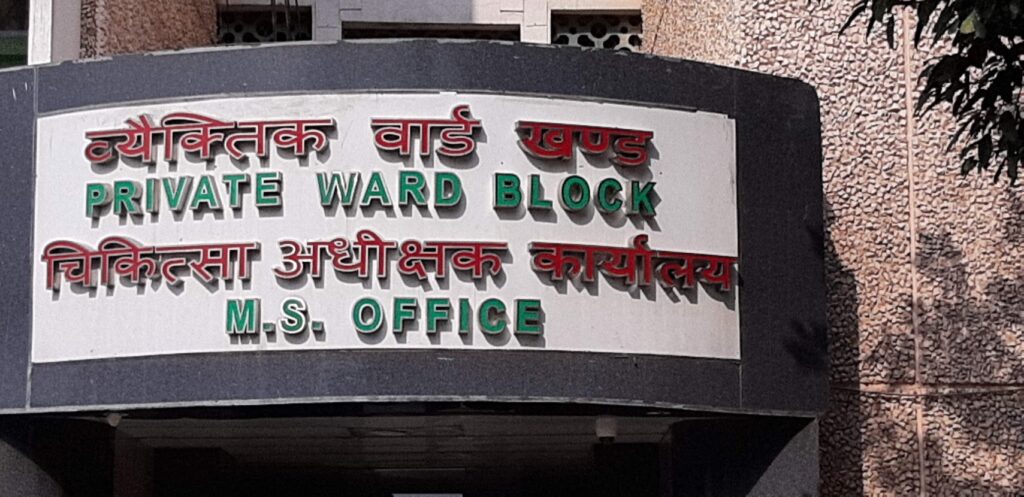 व्यैक्तिक वार्ड खण्ड
PRIVATE WARD BLOCK
चिकित्सा अधीक्षक कार्यालय
M.S. OFFICE